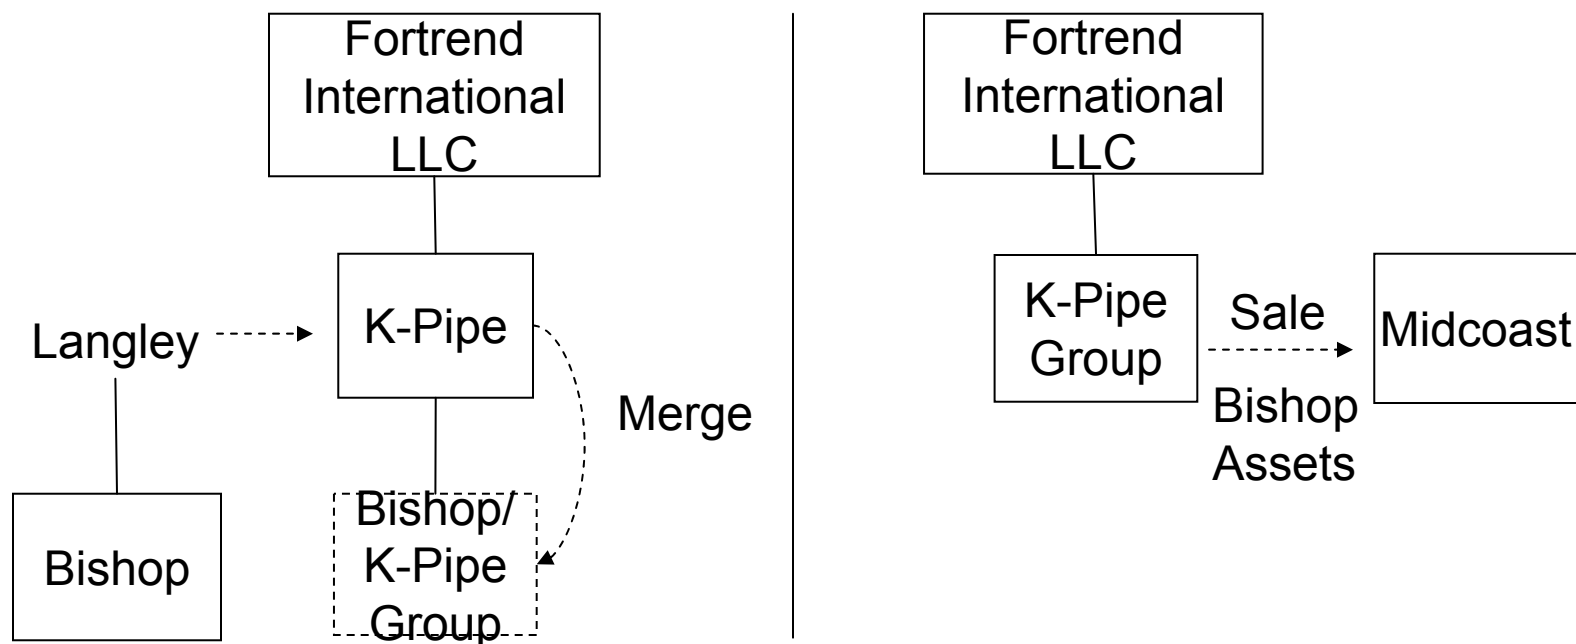 Fortrend
International
LLC
K-Pipe
Langley
Merge
Bishop
Bishop/
K-Pipe
Group
Fortrend
International
LLC
K-Pipe
Group
Sale
Bishop
Assets
Midcoast